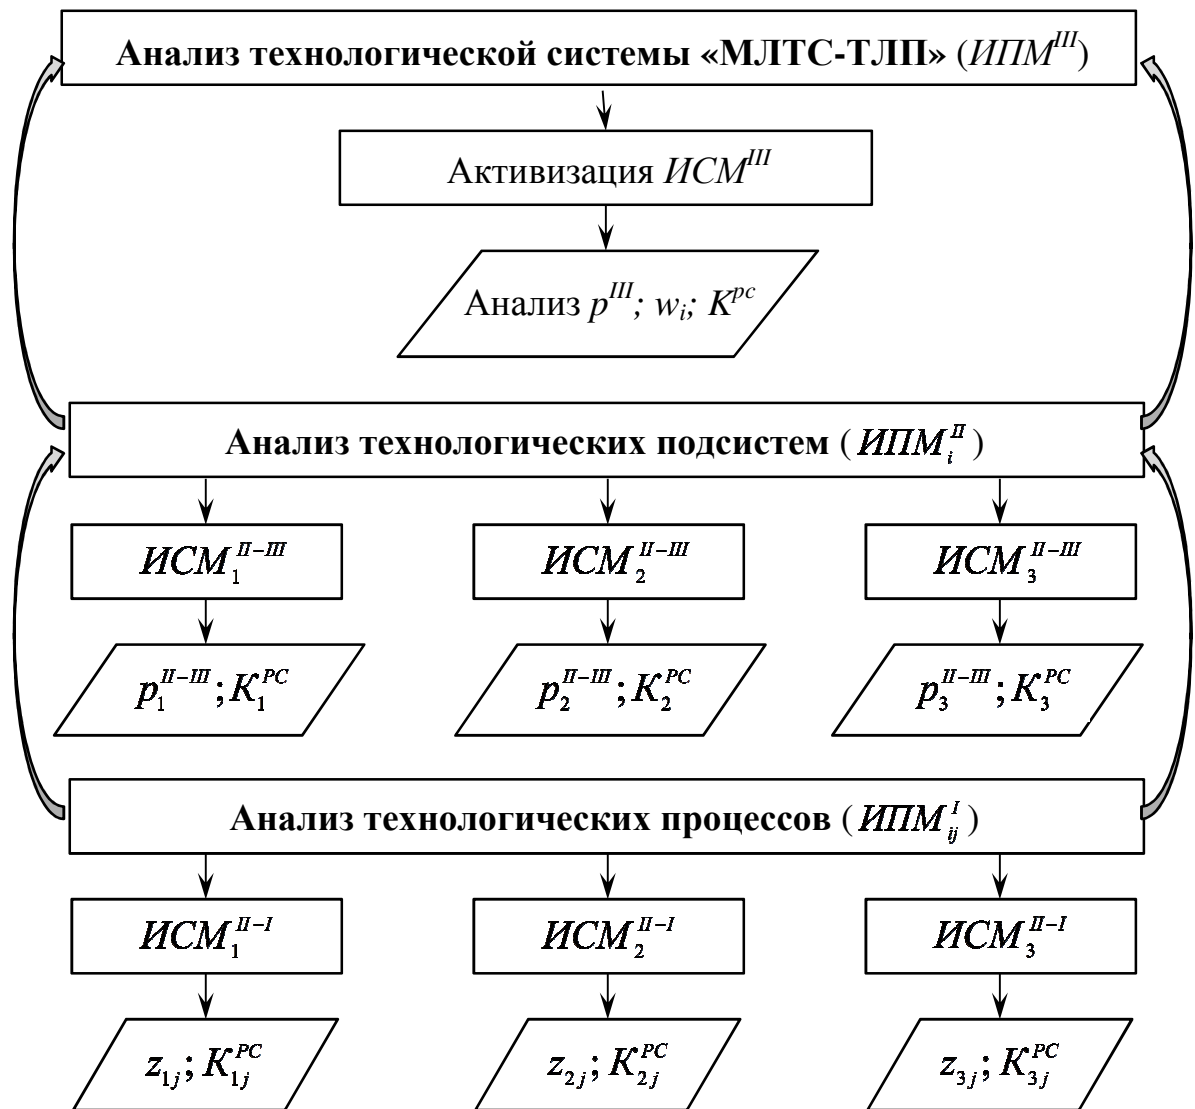 Анализ технологической системы «МЛТС-ТЛП» (ИПМ^III)
Активизация ИСМ^III
Анализ p^III; w_i; K^pc
Анализ технологических подсистем (ИПМ_i^II)
ИСМ_1^II–III ИСМ_2^II–III ИСМ_3^II–III
p_1^II–III; K_1^PC p_2^II–III; K_2^PC p_3^II–III; K_3^PC
Анализ технологических процессов (ИПМ_ij^I)
ИСМ_1^II–I ИСМ_2^II–I ИСМ_3^II–I
z_1j; K_1j^PC z_2j; K_2j^PC z_3j; K_3j^PC